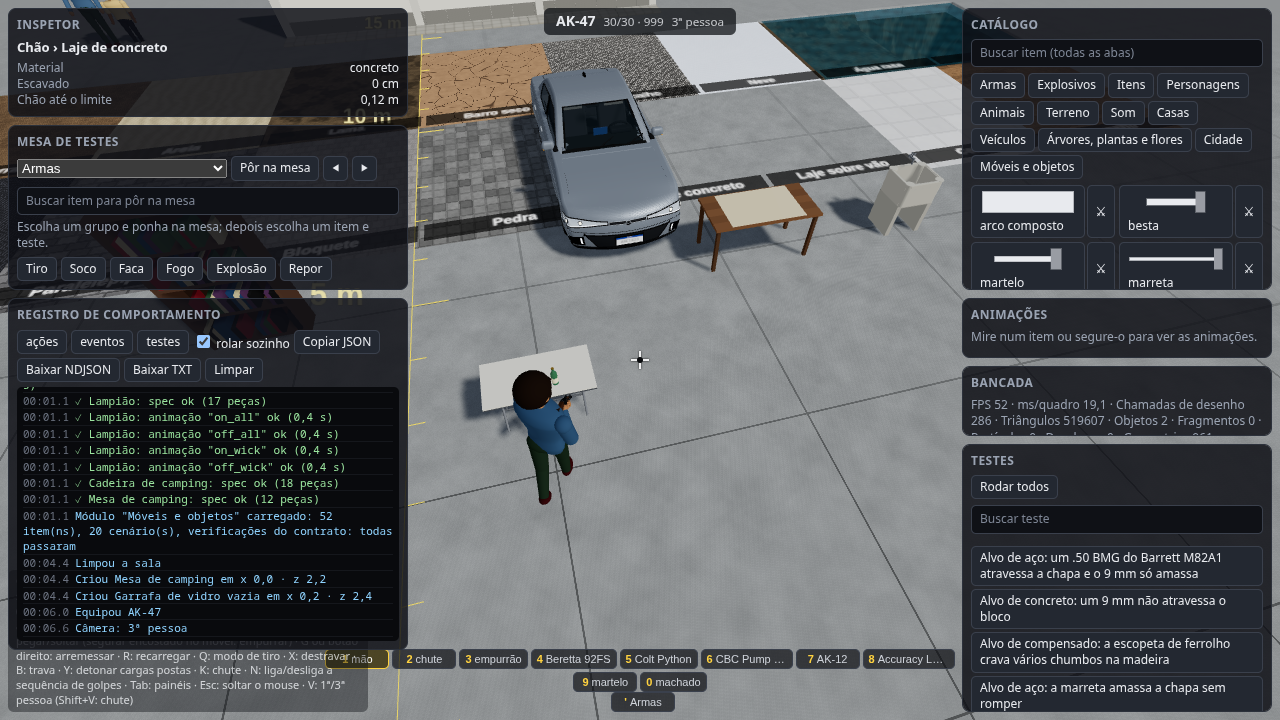 INSPETOR
Chão › Laje de concreto
Material concreto
Escavado 0 cm
Chão até o limite 0,12 m
MESA DE TESTES
Armas
Pôr na mesa
◄
►
Buscar item para pôr na mesa
Escolha um grupo e ponha na mesa; depois escolha um item e
teste.
Tiro Soco Faca Fogo Explosão Repor
REGISTRO DE COMPORTAMENTO
ações eventos testes rolar sozinho Copiar JSON
Baixar NDJSON Baixar TXT Limpar
00:01.1 ✓ Lampião: spec ok (17 peças)
00:01.1 ✓ Lampião: animação "on_all" ok (0,4 s)
00:01.1 ✓ Lampião: animação "off_all" ok (0,4 s)
00:01.1 ✓ Lampião: animação "on_wick" ok (0,4 s)
00:01.1 ✓ Lampião: animação "off_wick" ok (0,4 s)
00:01.1 ✓ Cadeira de camping: spec ok (18 peças)
00:01.1 ✓ Mesa de camping: spec ok (12 peças)
00:01.1 Módulo "Móveis e objetos" carregado: 52
item(ns), 20 cenário(s), verificações do contrato: todas
passaram
00:04.4 Limpou a sala
00:04.4 Criou Mesa de camping em x 0,0 · z 2,2
00:04.4 Criou Garrafa de vidro vazia em x 0,2 · z 2,4
00:06.0 Equipou AK-47
00:06.6 Câmera: 3ª pessoa
direito: arremessar · R: recarregar · Q: modo de tiro · X: destravar
B: trava · Y: detonar cargas postas · K: chute · N: liga/desliga a
sequência de golpes · Tab: painéis · Esc: soltar o mouse · V: 1ª/3ª
pessoa (Shift+V: chute)
AK-47 30/30 · 999 3ª pessoa
15 m
10 m
5 m
Barro seco
Neve
Água rasa
Pedra
concreto
Laje sobre vão
Bloquete
1 mão
2 chute
3 empurrão
4 Beretta 92FS
5 Colt Python
6 CBC Pump …
7 AK-12
8 Accuracy L…
9 martelo
0 machado
' Armas
CATÁLOGO
Buscar item (todas as abas)
Armas Explosivos Itens Personagens
Animais Terreno Som Casas
Veículos Árvores, plantas e flores Cidade
Móveis e objetos
arco composto ⚔ besta ⚔
martelo ⚔ marreta ⚔
ANIMAÇÕES
Mire num item ou segure-o para ver as animações.
BANCADA
FPS 52 · ms/quadro 19,1 · Chamadas de desenho
286 · Triângulos 519607 · Objetos 2 · Fragmentos 0 ·
TESTES
Rodar todos
Buscar teste
Alvo de aço: um .50 BMG do Barrett M82A1
atravessa a chapa e o 9 mm só amassa
Alvo de concreto: um 9 mm não atravessa o
bloco
Alvo de compensado: a escopeta de ferrolho
crava vários chumbos na madeira
Alvo de aço: a marreta amassa a chapa sem
romper